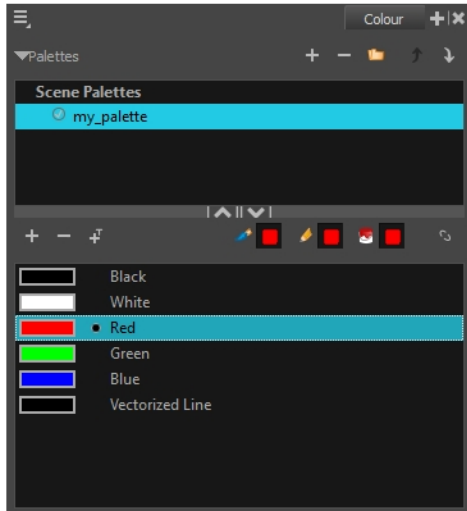 Colour
Palettes
Scene Palettes
my_palette
Black
White
Red
Green
Blue
Vectorized Line